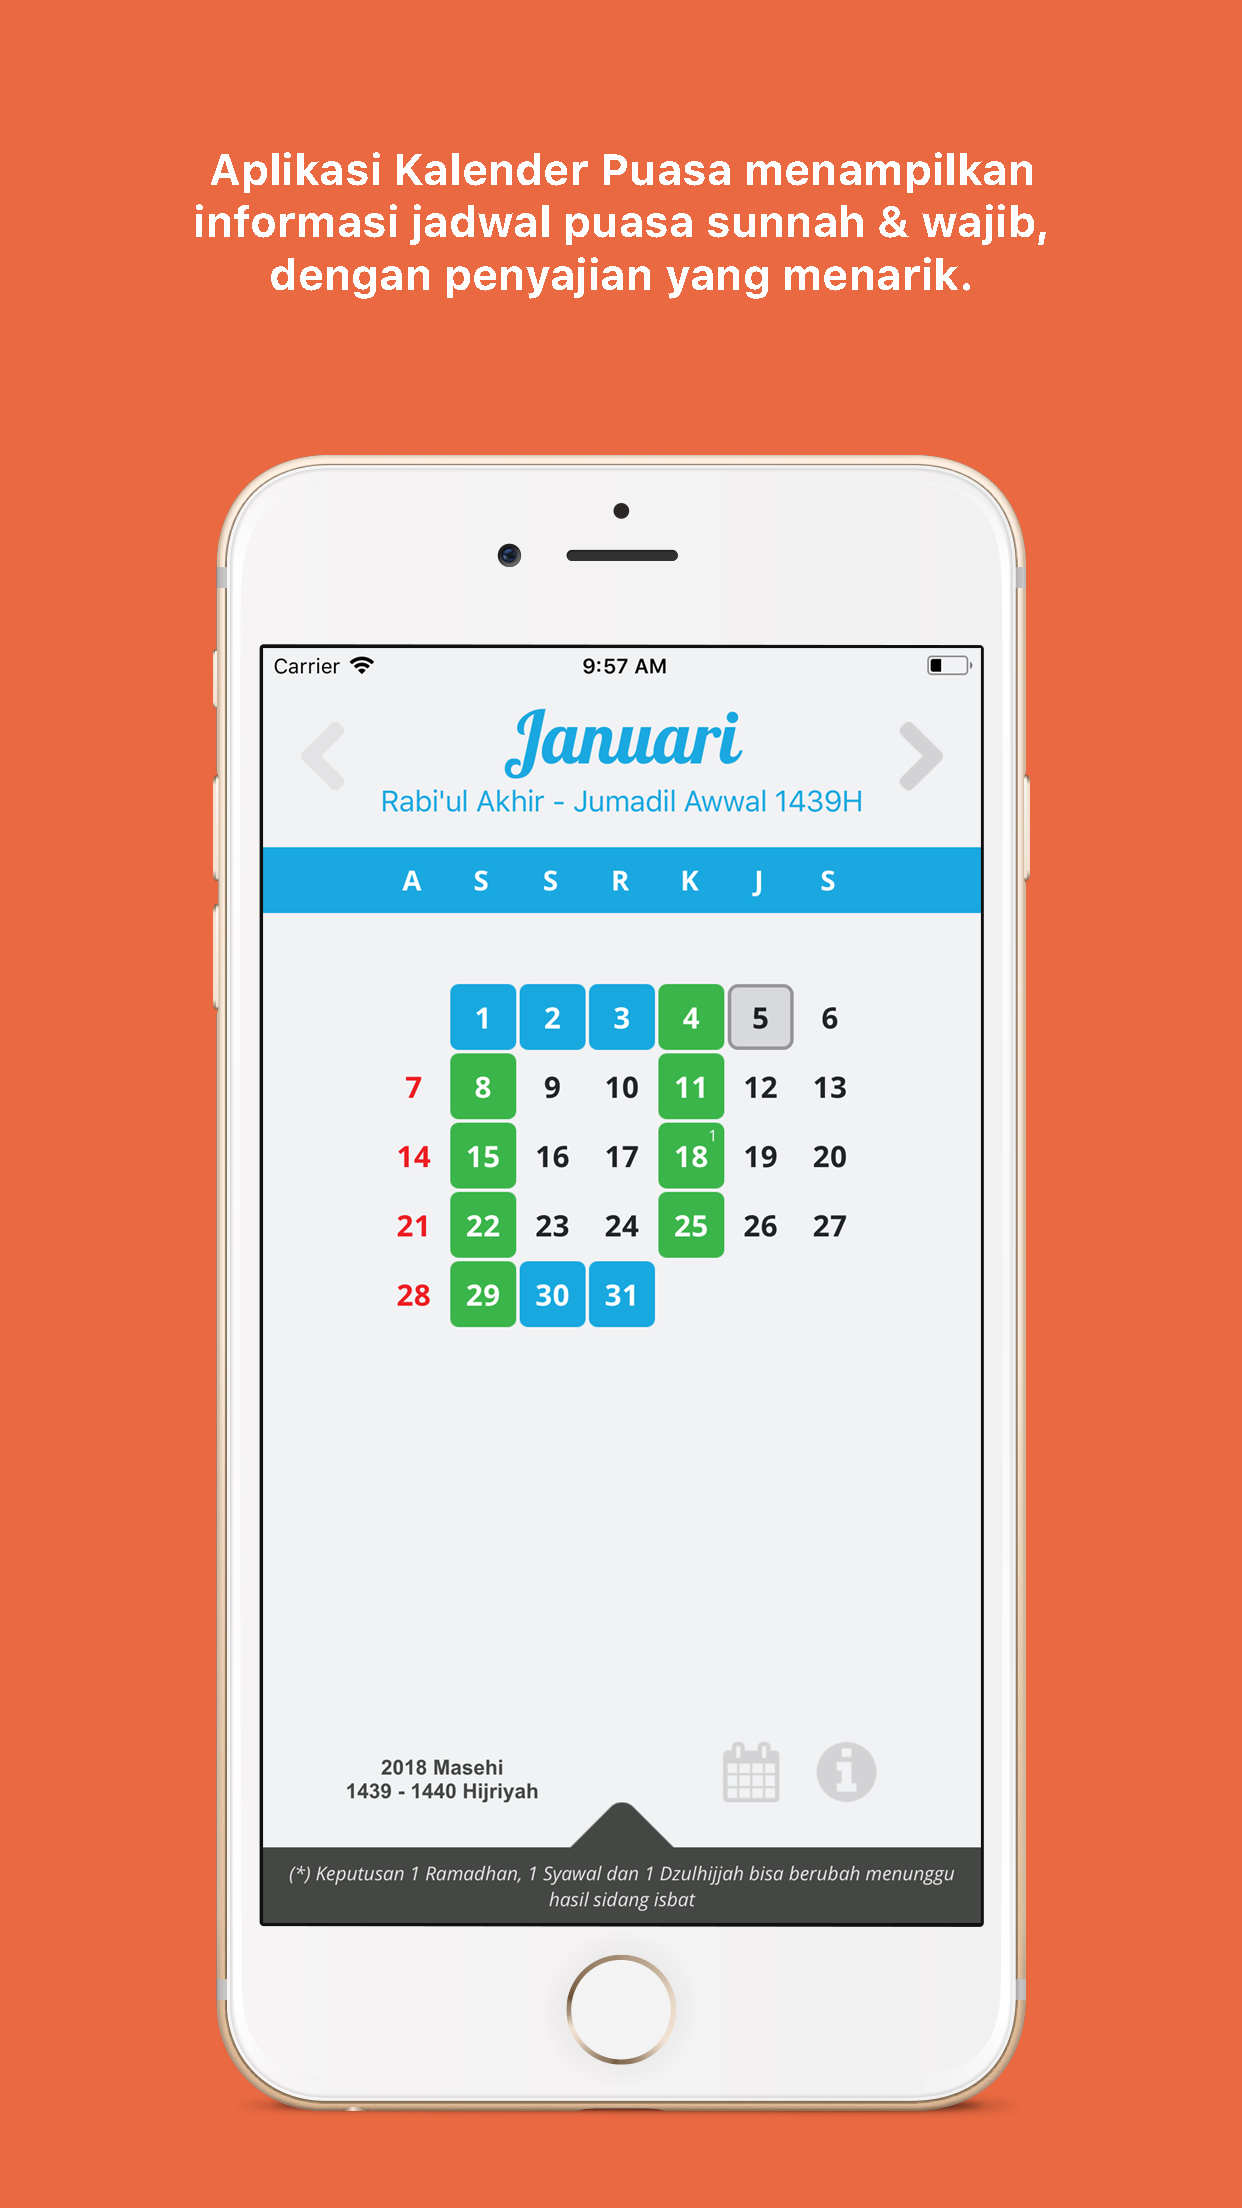 Aplikasi Kalender Puasa menampilkan
informasi jadwal puasa sunnah & wajib,
dengan penyajian yang menarik.
Carrier 9:57 AM
Januari
Rabi'ul Akhir - Jumadil Awwal 1439H
A S S R K J S
1 2 3 4 5 6
7 8 9 10 11 12 13
14 15 16 17 18 1 19 20
21 22 23 24 25 26 27
28 29 30 31
2018 Masehi
1439 - 1440 Hijriyah
(*) Keputusan 1 Ramadhan, 1 Syawal dan 1 Dzulhijjah bisa berubah menunggu
hasil sidang isbat